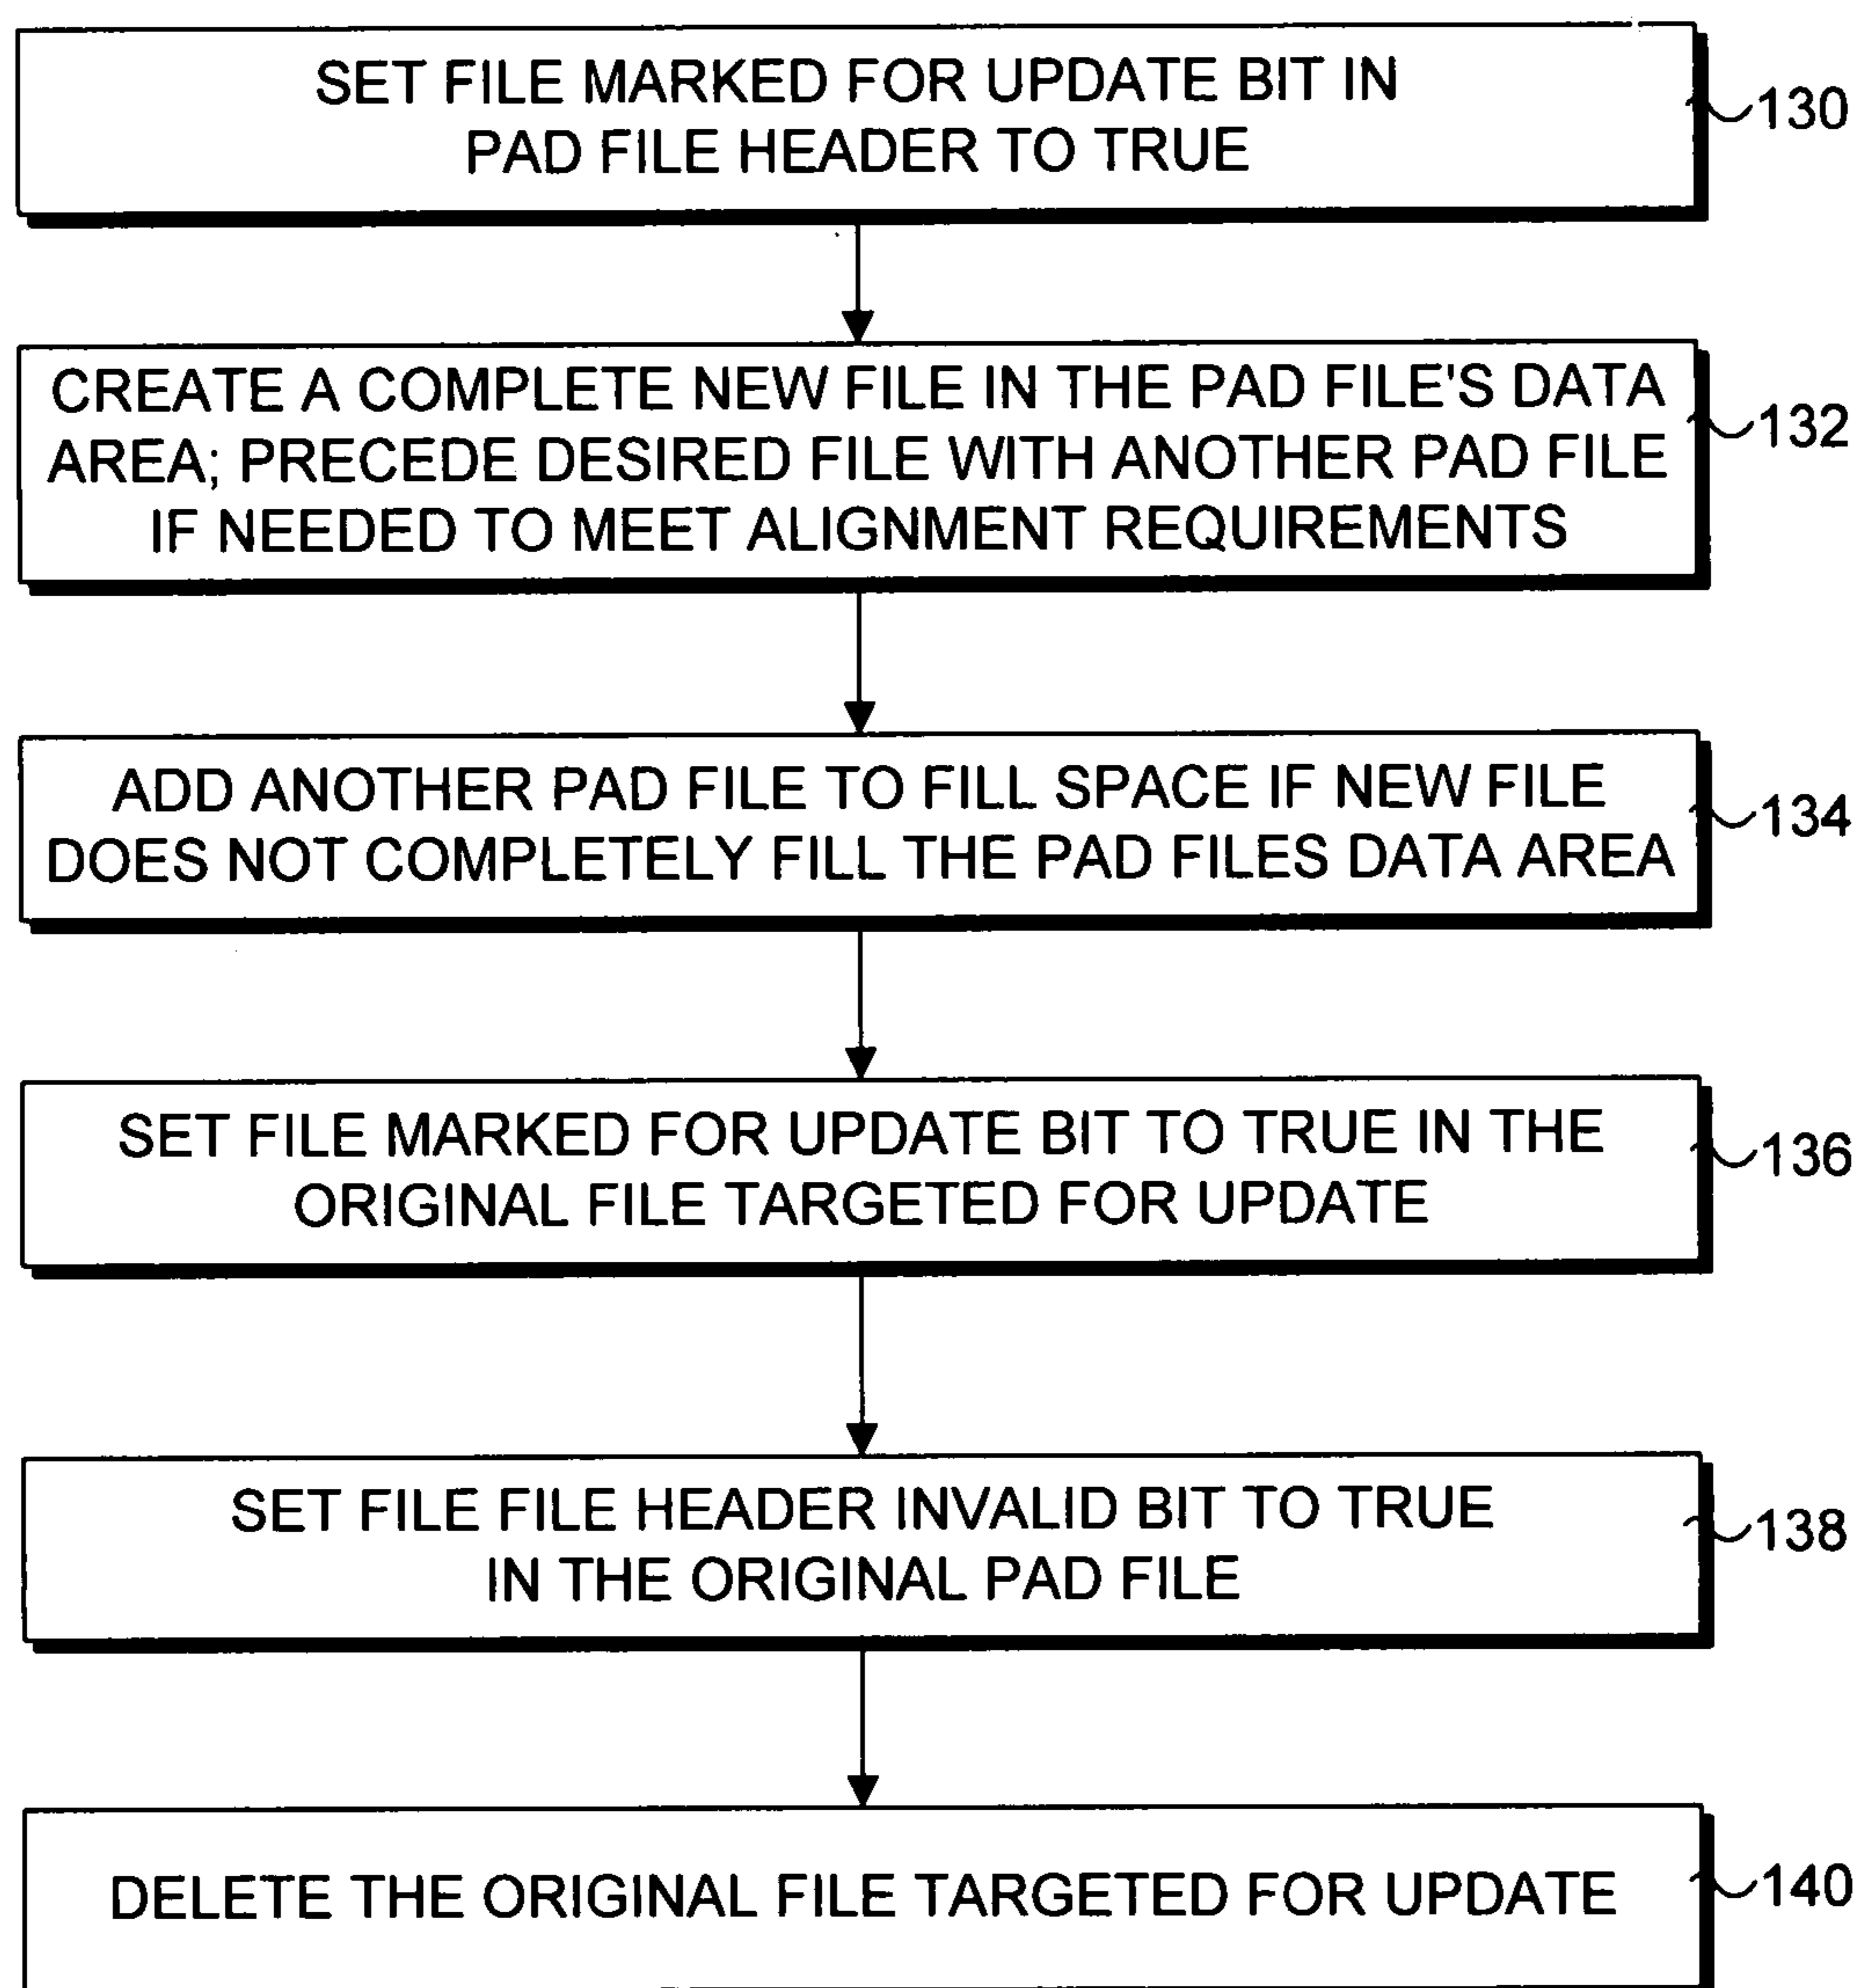 SET FILE MARKED FOR UPDATE BIT IN
PAD FILE HEADER TO TRUE
130
CREATE A COMPLETE NEW FILE IN THE PAD FILE'S DATA
AREA; PRECEDE DESIRED FILE WITH ANOTHER PAD FILE
IF NEEDED TO MEET ALIGNMENT REQUIREMENTS
132
ADD ANOTHER PAD FILE TO FILL SPACE IF NEW FILE
DOES NOT COMPLETELY FILL THE PAD FILES DATA AREA
134
SET FILE MARKED FOR UPDATE BIT TO TRUE IN THE
ORIGINAL FILE TARGETED FOR UPDATE
136
SET FILE FILE HEADER INVALID BIT TO TRUE
IN THE ORIGINAL PAD FILE
138
DELETE THE ORIGINAL FILE TARGETED FOR UPDATE
140